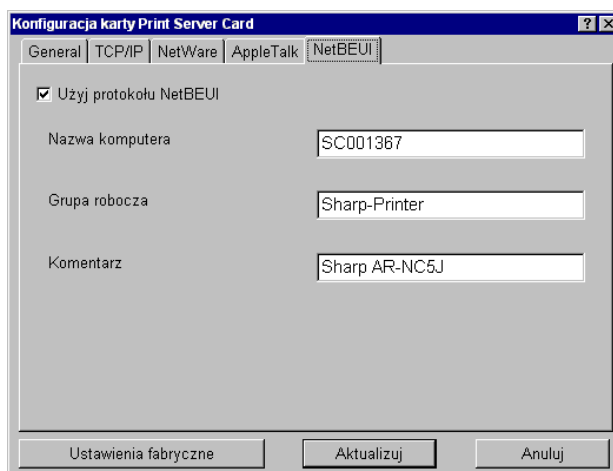 Konfiguracja karty Print Server Card
General TCP/IP NetWare AppleTalk NetBEUI
Użyj protokołu NetBEUI
Nazwa komputera SC001367
Grupa robocza Sharp-Printer
Komentarz Sharp AR-NC5J
Ustawienia fabryczne Aktualizuj Anuluj